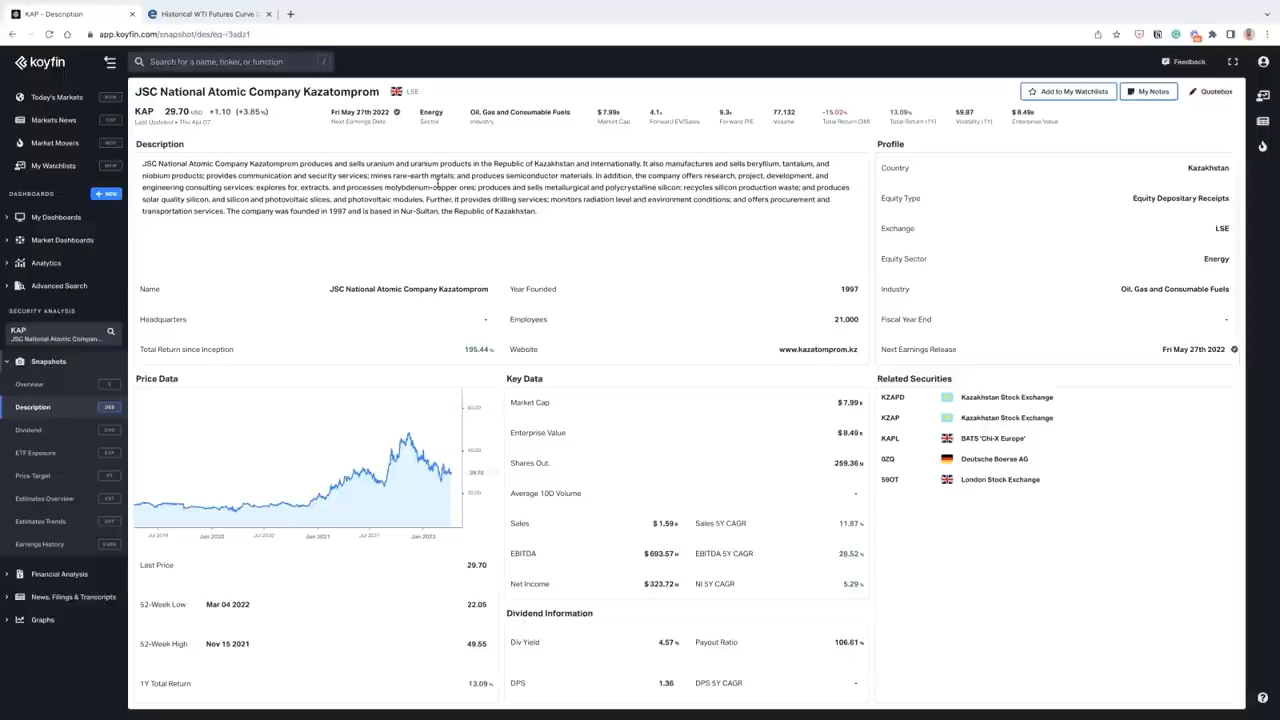 KAP - Description
Historical WTI Futures Curve
app.koyfin.com/snapshot/des/eq-i3sdz1
koyfin
Search for a name, ticker, or function /
Feedback
JSC National Atomic Company Kazatomprom LSE
Add to My Watchlists My Notes Quotebox
KAP 29.70 USD +1.10 (+3.85%)
Last Updated • Thu Apr 07
Fri May 27th 2022 Energy Oil, Gas and Consumable Fuels $ 7.99B 4.1x 9.3x 77,132 -15.02% 13.09% 59.87 $ 8.49B
Next Earnings Date Sector Industry Market Cap Forward EV/Sales Forward P/E Volume Total Return (3M) Total Return (1Y) Volatility (1Y) Enterprise Value
Today's Markets
Markets News
Market Movers
My Watchlists
DASHBOARDS + NEW
My Dashboards
Market Dashboards
Analytics
Advanced Search
SECURITY ANALYSIS
KAP
JSC National Atomic Compan...
Snapshots
Overview
Description DES
Dividend
ETF Exposure
Price Target PT
Estimates Overview
Estimates Trends
Earnings History
Financial Analysis
News, Filings & Transcripts
Graphs
Description
JSC National Atomic Company Kazatomprom produces and sells uranium and uranium products in the Republic of Kazakhstan and internationally. It also manufactures and sells beryllium, tantalum, and
niobium products; provides communication and security services; mines rare-earth metals; and produces semiconductor materials. In addition, the company offers research, project, development, and
engineering consulting services; explores for, extracts, and processes molybdenum-copper ores; produces and sells metallurgical and polycrystalline silicon; recycles silicon production waste; and produces
solar quality silicon, and silicon and photovoltaic slices, and photovoltaic modules. Further, it provides drilling services; monitors radiation level and environment conditions; and offers procurement and
transportation services. The company was founded in 1997 and is based in Nur-Sultan, the Republic of Kazakhstan.
Name JSC National Atomic Company Kazatomprom Year Founded 1997
Headquarters - Employees 21,000
Total Return since Inception 195.44% Website www.kazatomprom.kz
Profile
Country Kazakhstan
Equity Type Equity Depositary Receipts
Exchange LSE
Equity Sector Energy
Industry Oil, Gas and Consumable Fuels
Fiscal Year End -
Next Earnings Release Fri May 27th 2022
Price Data
60.00
40.00
29.70
20.00
Jul 2019 Jan 2020 Jul 2020 Jan 2021 Jul 2021 Jan 2022
Last Price 29.70
52-Week Low Mar 04 2022 22.05
52-Week High Nov 15 2021 49.55
1Y Total Return 13.09%
Key Data
Market Cap $ 7.99B
Enterprise Value $ 8.49B
Shares Out. 259.36M
Average 10D Volume -
Sales $ 1.59B Sales 5Y CAGR 11.87%
EBITDA $ 693.57M EBITDA 5Y CAGR 28.52%
Net Income $ 323.72M NI 5Y CAGR 5.29%
Dividend Information
Div Yield 4.57% Payout Ratio 106.61%
DPS 1.36 DPS 5Y CAGR -
Related Securities
KZAPD Kazakhstan Stock Exchange
KZAP Kazakhstan Stock Exchange
KAPL BATS 'Chi-X Europe'
0ZQ Deutsche Boerse AG
59OT London Stock Exchange